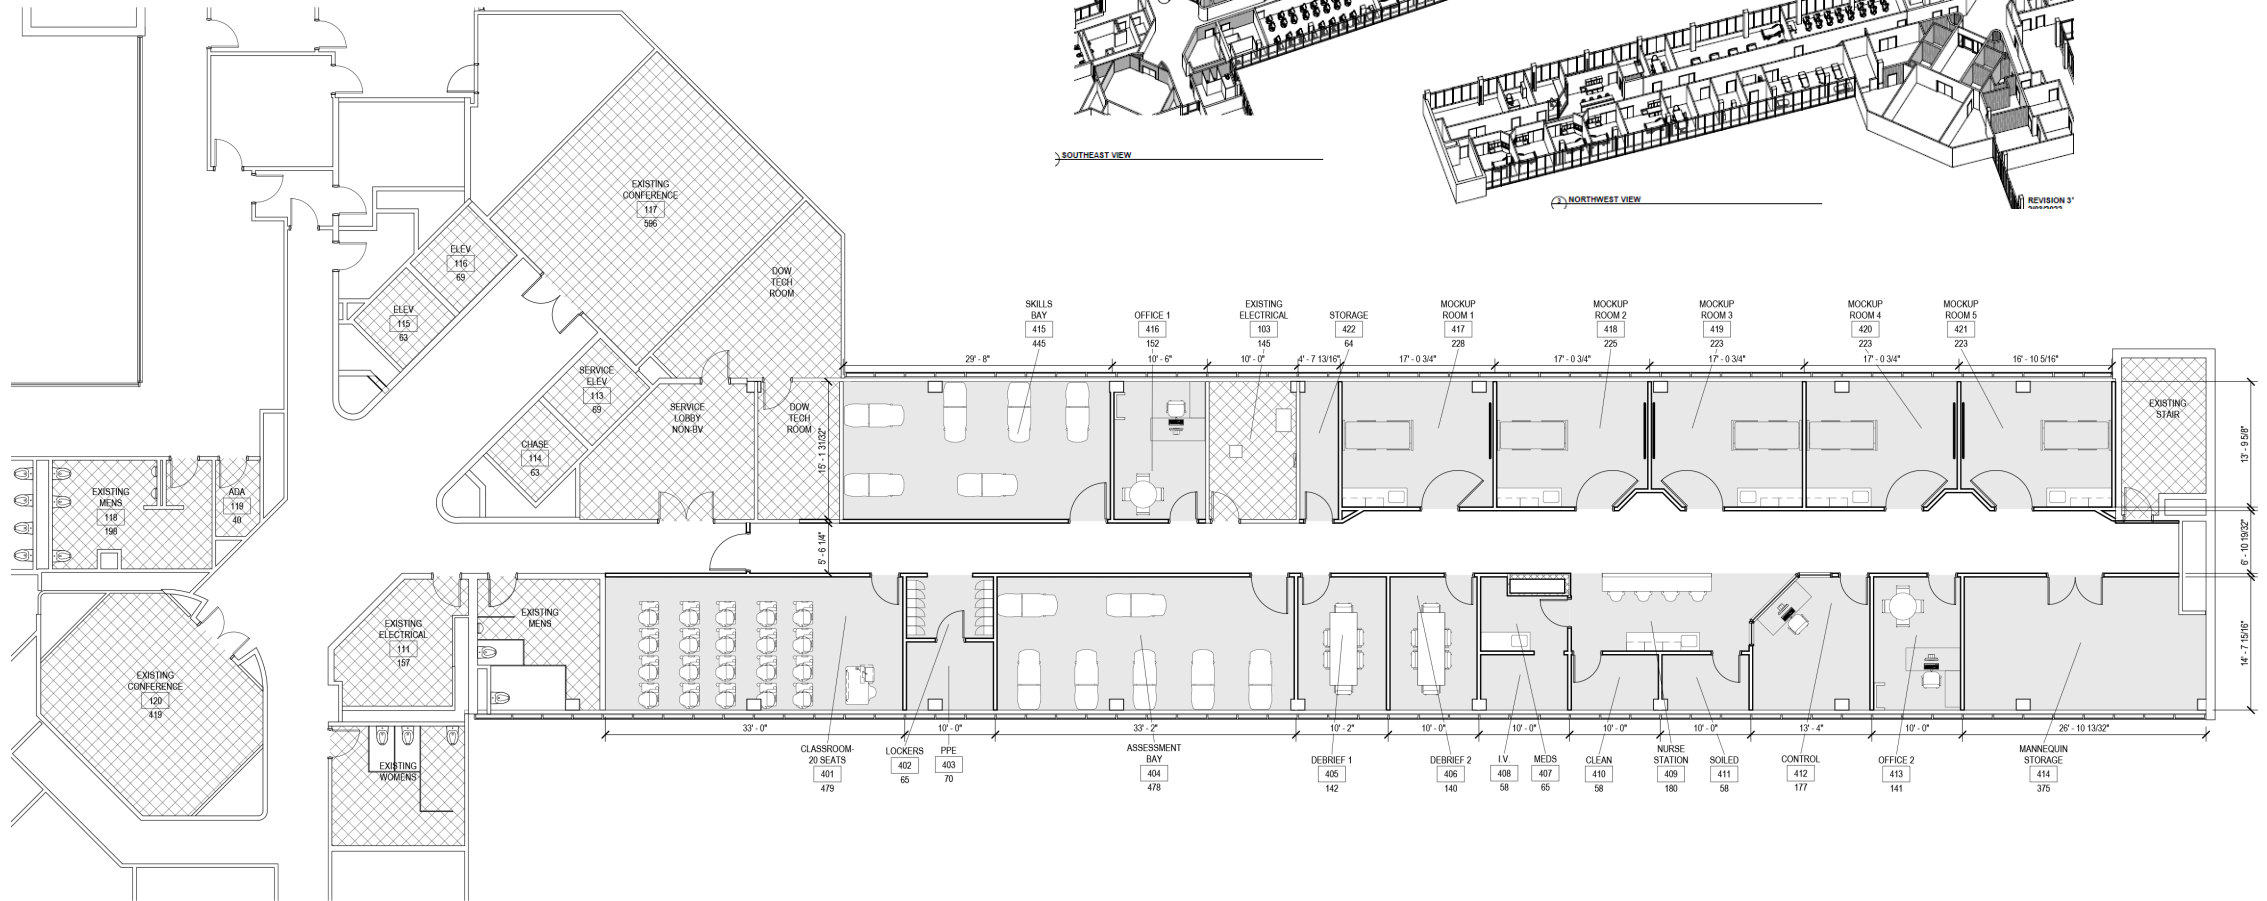 SOUTHEAST VIEW
3 NORTHWEST VIEW
REVISION 3
EXISTING
CONFERENCE
117
596
ELEV
116
69
ELEV
115
63
DOW
TECH
ROOM
SERVICE
ELEV
113
69
CHASE
114
63
SERVICE
LOBBY
NON-BV
DOW
TECH
ROOM
EXISTING
MENS
118
198
ADA
119
40
EXISTING
CONFERENCE
120
419
EXISTING
ELECTRICAL
111
157
EXISTING
MENS
EXISTING
WOMENS
SKILLS
BAY
415
445
OFFICE 1
416
152
EXISTING
ELECTRICAL
103
145
STORAGE
422
64
MOCKUP
ROOM 1
417
228
MOCKUP
ROOM 2
418
225
MOCKUP
ROOM 3
419
223
MOCKUP
ROOM 4
420
223
MOCKUP
ROOM 5
421
223
29' - 8"
10' - 6"
10' - 0"
4' - 7 13/16"
17' - 0 3/4"
17' - 0 3/4"
17' - 0 3/4"
17' - 0 3/4"
16' - 10 5/16"
EXISTING
STAIR
15' - 1 31/32"
5' - 6 1/4"
13' - 9 5/8"
6' - 10 19/32"
14' - 7 15/16"
33' - 0"
10' - 0"
33' - 2"
10' - 2"
10' - 0"
10' - 0"
10' - 0"
10' - 0"
13' - 4"
10' - 0"
26' - 10 13/32"
CLASSROOM-
20 SEATS
401
479
LOCKERS
402
65
PPE
403
70
ASSESSMENT
BAY
404
478
DEBRIEF 1
405
142
DEBRIEF 2
406
140
I.V.
408
58
MEDS
407
65
CLEAN
410
58
NURSE
STATION
409
180
SOILED
411
58
CONTROL
412
177
OFFICE 2
413
141
MANNEQUIN
STORAGE
414
375